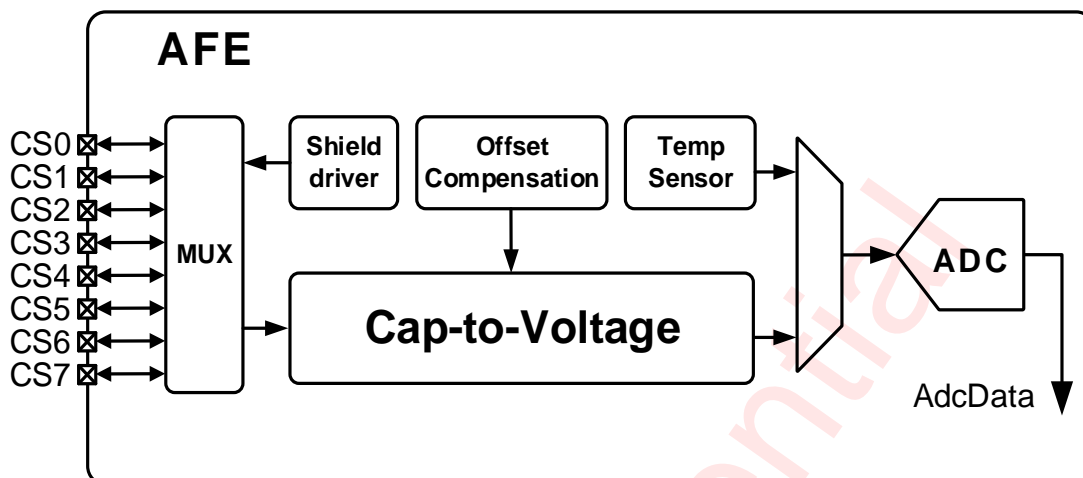 AFE
CS0
CS1
CS2
CS3
CS4
CS5
CS6
CS7
MUX
Shield
driver
Offset
Compensation
Temp
Sensor
Cap-to-Voltage
ADC
AdcData
ential